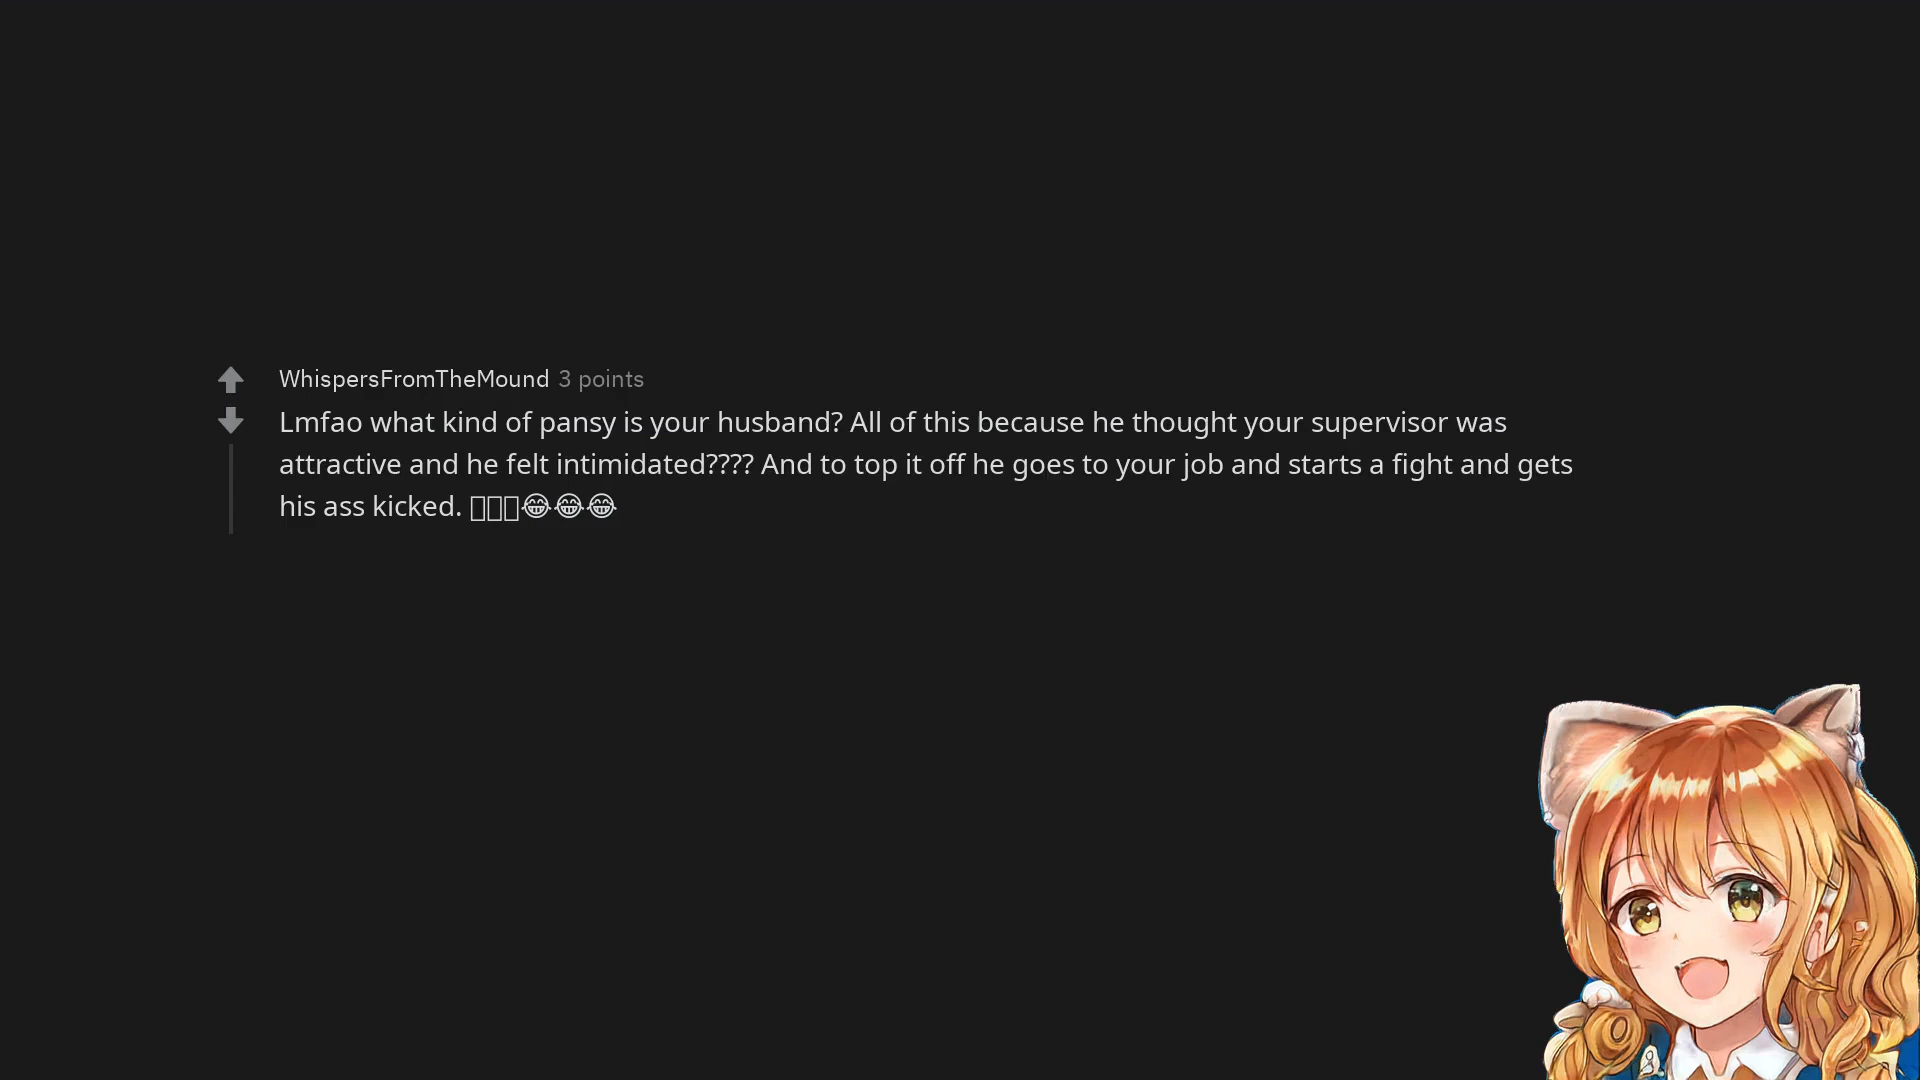 WhispersFromTheMound 3 points
Lmfao what kind of pansy is your husband? All of this because he thought your supervisor was
attractive and he felt intimidated???? And to top it off he goes to your job and starts a fight and gets
his ass kicked. 😂😂😂